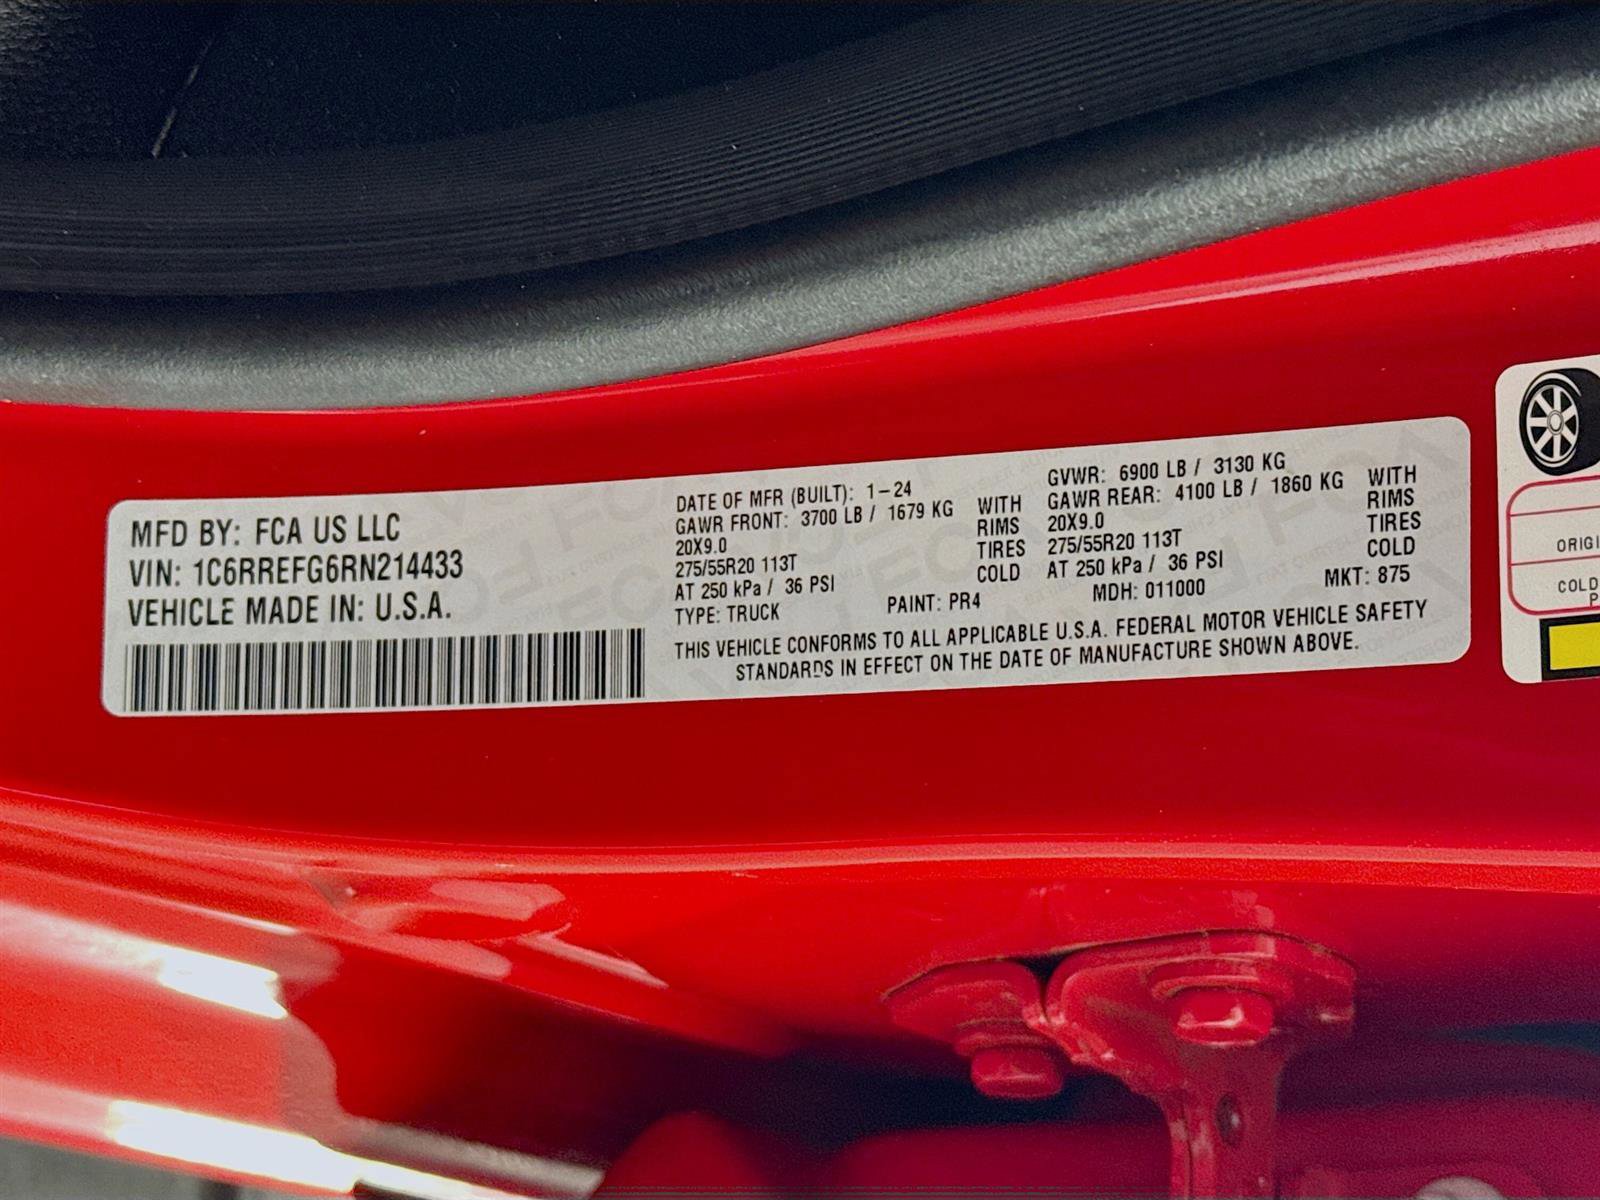 MFD BY: FCA US LLC
VIN: 1C6RREFG6RN214433
VEHICLE MADE IN: U.S.A.
DATE OF MFR (BUILT): 1-24
GAWR FRONT: 3700 LB / 1679 KG WITH
20X9.0 RIMS
275/55R20 113T TIRES
AT 250 kPa / 36 PSI COLD
TYPE: TRUCK
GVWR: 6900 LB / 3130 KG
GAWR REAR: 4100 LB / 1860 KG WITH
20X9.0 RIMS
275/55R20 113T TIRES
AT 250 kPa / 36 PSI COLD
PAINT: PR4 MDH: 011000 MKT: 875
THIS VEHICLE CONFORMS TO ALL APPLICABLE U.S.A. FEDERAL MOTOR VEHICLE SAFETY
STANDARDS IN EFFECT ON THE DATE OF MANUFACTURE SHOWN ABOVE.
ORIGI
COLD
P